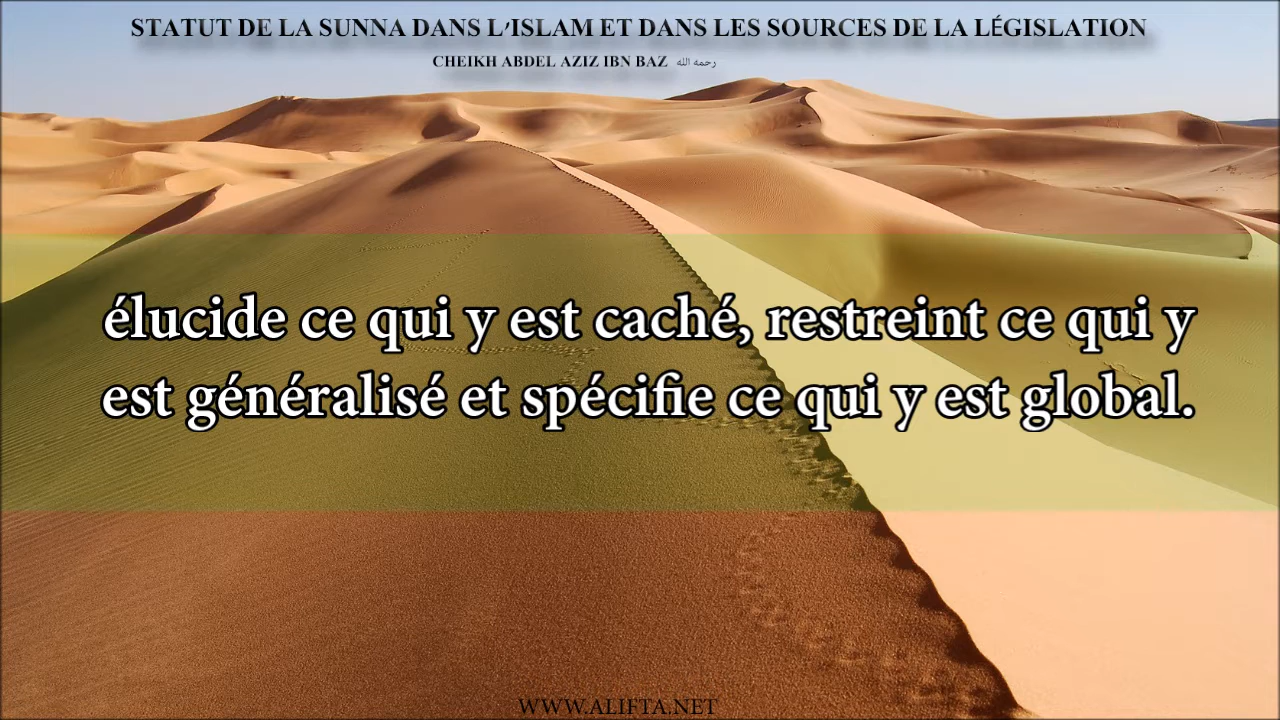 STATUT DE LA SUNNA DANS L'ISLAM ET DANS LES SOURCES DE LA LÉGISLATION
CHEIKH ABDEL AZIZ IBN BAZ رحمه الله
élucide ce qui y est caché, restreint ce qui y
est généralisé et spécifie ce qui y est global.
WWW.ALIFTA.NET